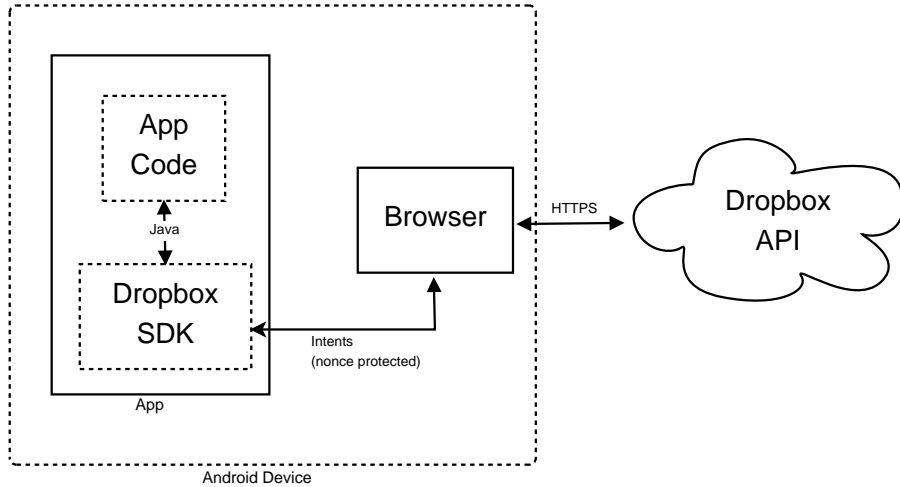 App
Code
Java
Dropbox
SDK
App
Intents
(nonce protected)
Browser
HTTPS
Dropbox
API
Android Device